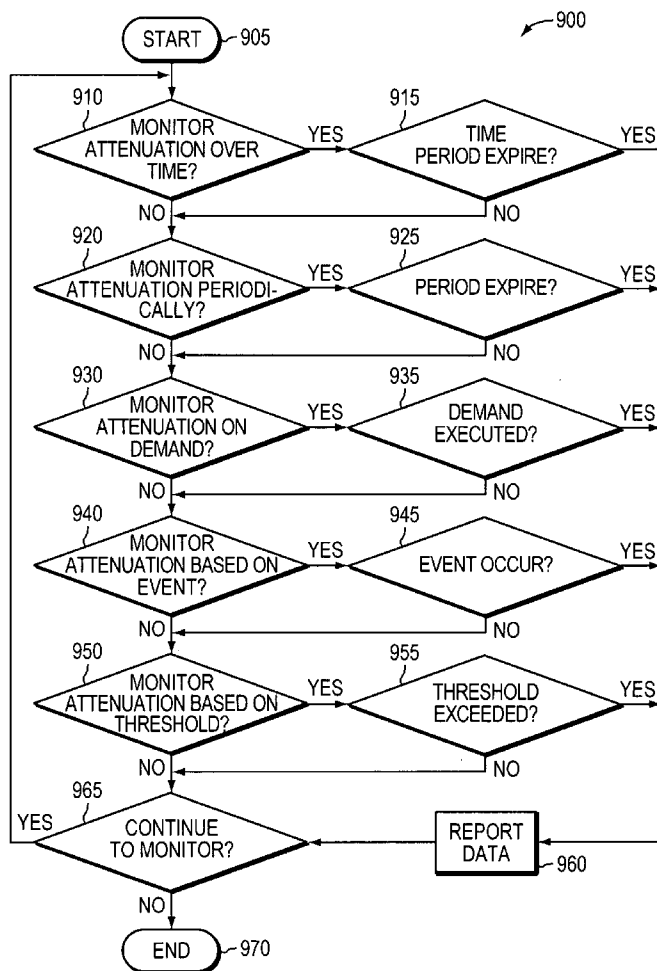 900
START
905
910
MONITOR
ATTENUATION OVER
TIME?
YES
915
TIME
PERIOD EXPIRE?
YES
NO
NO
920
MONITOR
ATTENUATION PERIODI-
CALLY?
YES
925
PERIOD EXPIRE?
YES
NO
NO
930
MONITOR
ATTENUATION ON
DEMAND?
YES
935
DEMAND
EXECUTED?
YES
NO
NO
940
MONITOR
ATTENUATION BASED ON
EVENT?
YES
945
EVENT OCCUR?
YES
NO
NO
950
MONITOR
ATTENUATION BASED ON
THRESHOLD?
YES
955
THRESHOLD
EXCEEDED?
YES
NO
NO
965
YES
CONTINUE
TO MONITOR?
REPORT
DATA
960
NO
END
970